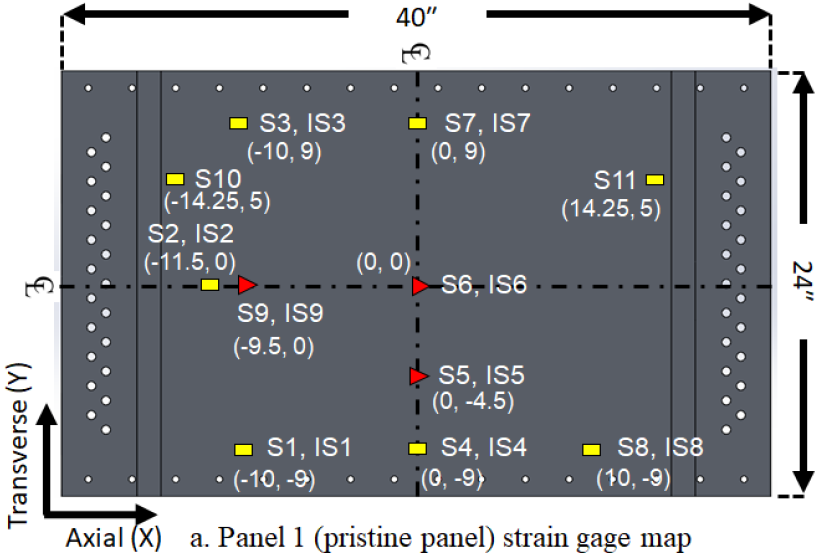 40”
℄
S3, IS3
(-10, 9)
S7, IS7
(0, 9)
S10
(-14.25, 5)
S11
(14.25, 5)
S2, IS2
(-11.5, 0)
(0, 0)
℄
S6, IS6
24”
S9, IS9
(-9.5, 0)
S5, IS5
(0, -4.5)
S1, IS1
(-10, -9)
S4, IS4
(0, -9)
S8, IS8
(10, -9)
Transverse (Y)
Axial (X)
a. Panel 1 (pristine panel) strain gage map